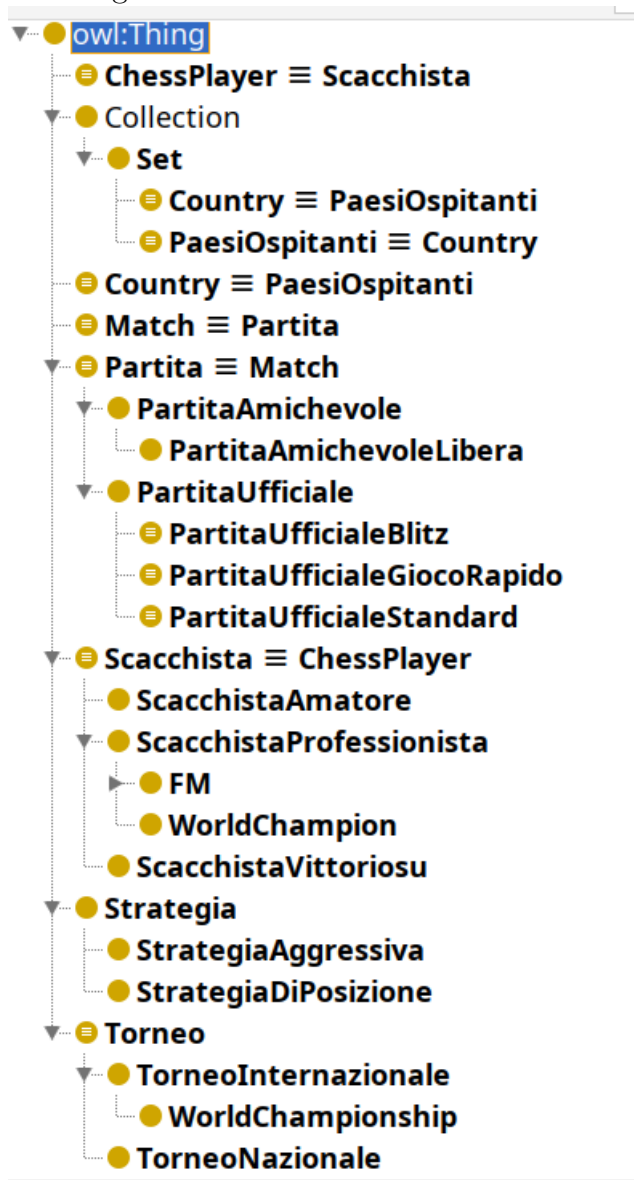 owl:Thing
ChessPlayer ≡ Scacchista
Collection
Set
Country ≡ PaesiOspitanti
PaesiOspitanti ≡ Country
Country ≡ PaesiOspitanti
Match ≡ Partita
Partita ≡ Match
PartitaAmichevole
PartitaAmichevoleLibera
PartitaUfficiale
PartitaUfficialeBlitz
PartitaUfficialeGiocoRapido
PartitaUfficialeStandard
Scacchista ≡ ChessPlayer
ScacchistaAmatore
ScacchistaProfessionista
FM
WorldChampion
ScacchistaVittoriosu
Strategia
StrategiaAggressiva
StrategiaDiPosizione
Torneo
TorneoInternazionale
WorldChampionship
TorneoNazionale